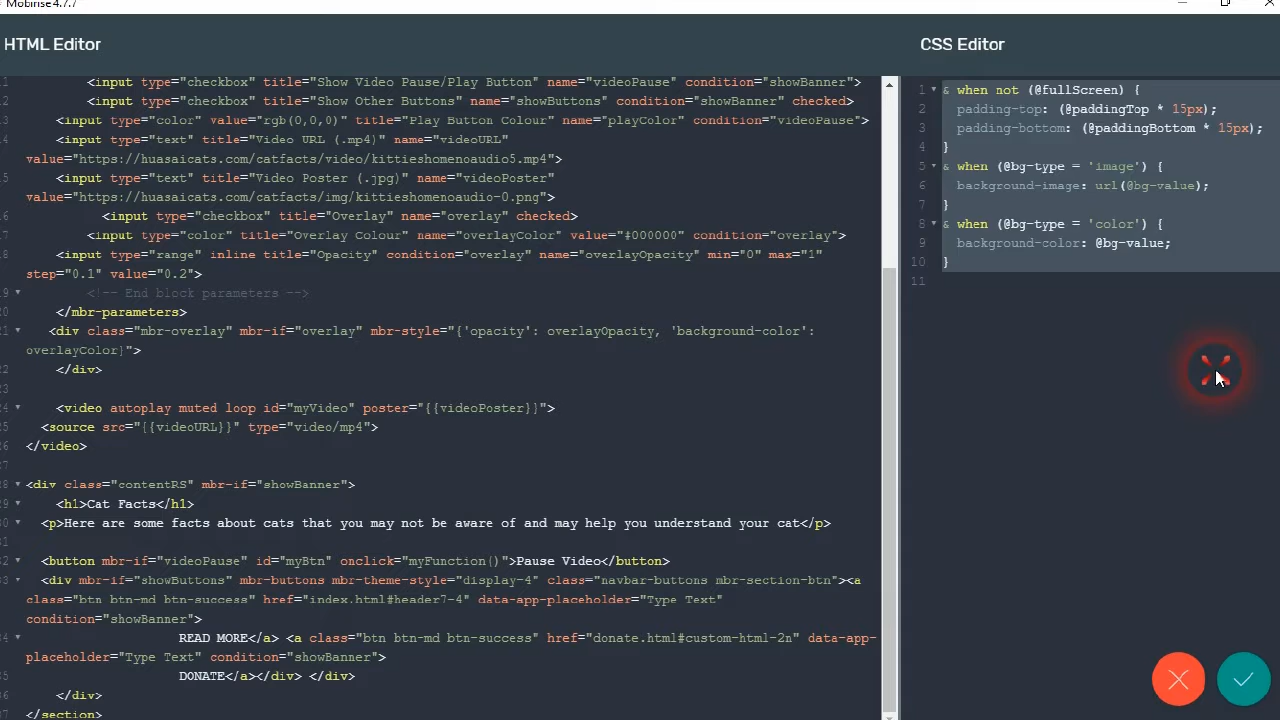 Mobirise 4.7.7
HTML Editor
CSS Editor
<input type="checkbox" title="Show Video Pause/Play Button" name="videoPause" condition="showBanner">
<input type="checkbox" title="Show Other Buttons" name="showButtons" condition="showBanner" checked>
<input type="color" value="rgb(0,0,0)" title="Play Button Colour" name="playColor" condition="videoPause">
<input type="text" title="Video URL (.mp4)" name="videoURL"
value="https://huasaicats.com/catfacts/video/kittieshomenoaudio5.mp4">
<input type="text" title="Video Poster (.jpg)" name="videoPoster"
value="https://huasaicats.com/catfacts/img/kittieshomenoaudio-0.png">
<input type="checkbox" title="Overlay" name="overlay" checked>
<input type="color" title="Overlay Colour" name="overlayColor" value="#000000" condition="overlay">
<input type="range" inline title="Opacity" condition="overlay" name="overlayOpacity" min="0" max="1"
step="0.1" value="0.2">
<!-- End block parameters -->
</mbr-parameters>
<div class="mbr-overlay" mbr-if="overlay" mbr-style="{'opacity': overlayOpacity, 'background-color':
overlayColor}">
</div>
<video autoplay muted loop id="myVideo" poster="{{videoPoster}}">
<source src="{{videoURL}}" type="video/mp4">
</video>
<div class="contentRS" mbr-if="showBanner">
<h1>Cat Facts</h1>
<p>Here are some facts about cats that you may not be aware of and may help you understand your cat</p>
<button mbr-if="videoPause" id="myBtn" onclick="myFunction()">Pause Video</button>
<div mbr-if="showButtons" mbr-buttons mbr-theme-style="display-4" class="navbar-buttons mbr-section-btn"><a
class="btn btn-md btn-success" href="index.html#header7-4" data-app-placeholder="Type Text"
condition="showBanner">
READ MORE</a> <a class="btn btn-md btn-success" href="donate.html#custom-html-2n" data-app-
placeholder="Type Text" condition="showBanner">
DONATE</a></div> </div>
</div>
</section>
1 & when not (@fullScreen) {
2 padding-top: (@paddingTop * 15px);
3 padding-bottom: (@paddingBottom * 15px);
4 }
5 & when (@bg-type = 'image') {
6 background-image: url(@bg-value);
7 }
8 & when (@bg-type = 'color') {
9 background-color: @bg-value;
10 }
11